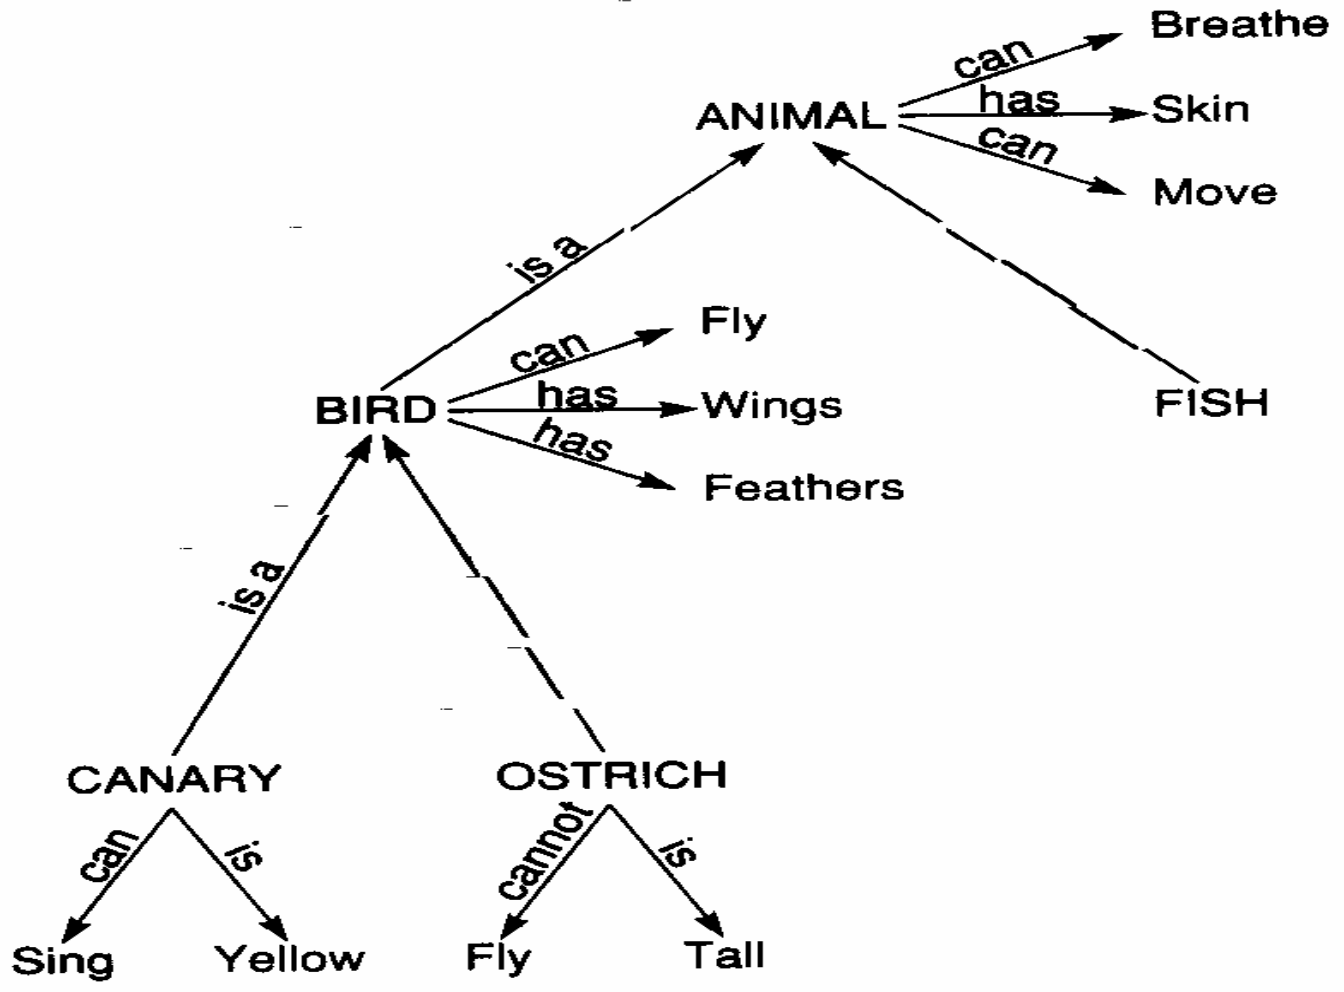 Breathe
can
ANIMAL has Skin
can
Move
is a
Fly
can
BIRD has Wings
has
Feathers
FISH
is a
CANARY OSTRICH
can is cannot is
Sing Yellow Fly Tall